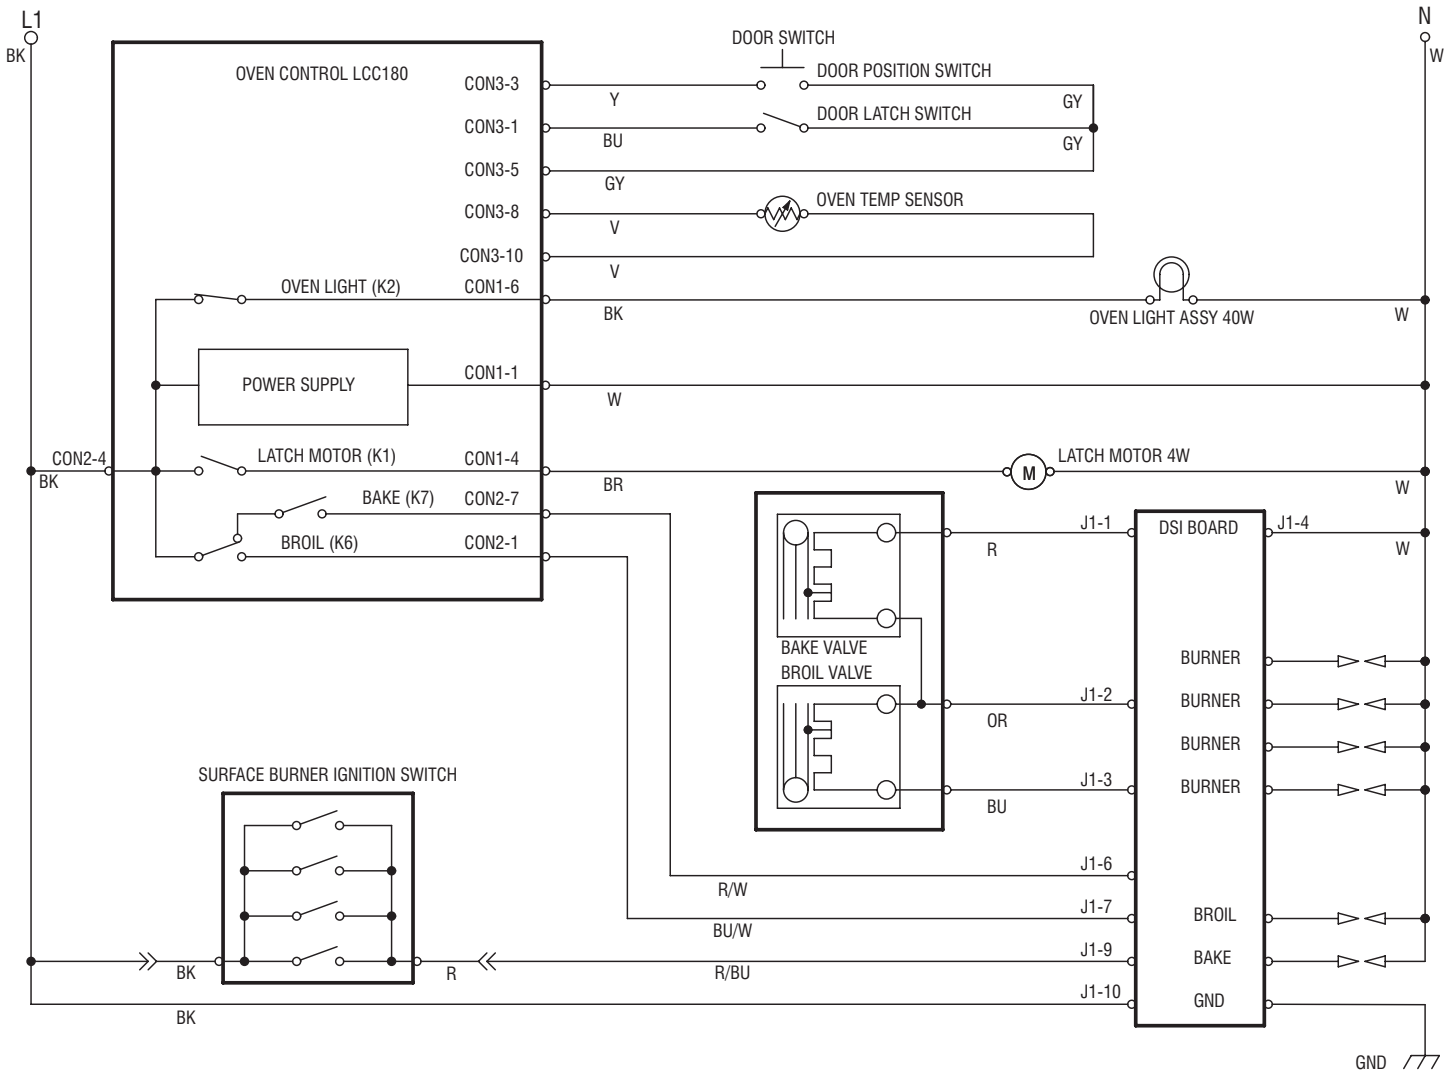 L1
N
BK
W
DOOR SWITCH
OVEN CONTROL LCC180
CON3-3
Y
DOOR POSITION SWITCH
GY
CON3-1
BU
DOOR LATCH SWITCH
GY
CON3-5
GY
CON3-8
V
OVEN TEMP SENSOR
CON3-10
V
OVEN LIGHT (K2)
CON1-6
BK
OVEN LIGHT ASSY 40W
W
POWER SUPPLY
CON1-1
W
CON2-4
BK
LATCH MOTOR (K1)
CON1-4
BR
M
LATCH MOTOR 4W
W
BAKE (K7)
CON2-7
BROIL (K6)
CON2-1
J1-1
R
DSI BOARD
J1-4
W
BAKE VALVE
BROIL VALVE
BURNER
J1-2
OR
BURNER
BURNER
J1-3
BU
BURNER
SURFACE BURNER IGNITION SWITCH
J1-6
R/W
J1-7
BU/W
BROIL
BK
R
J1-9
R/BU
BAKE
J1-10
BK
GND
GND